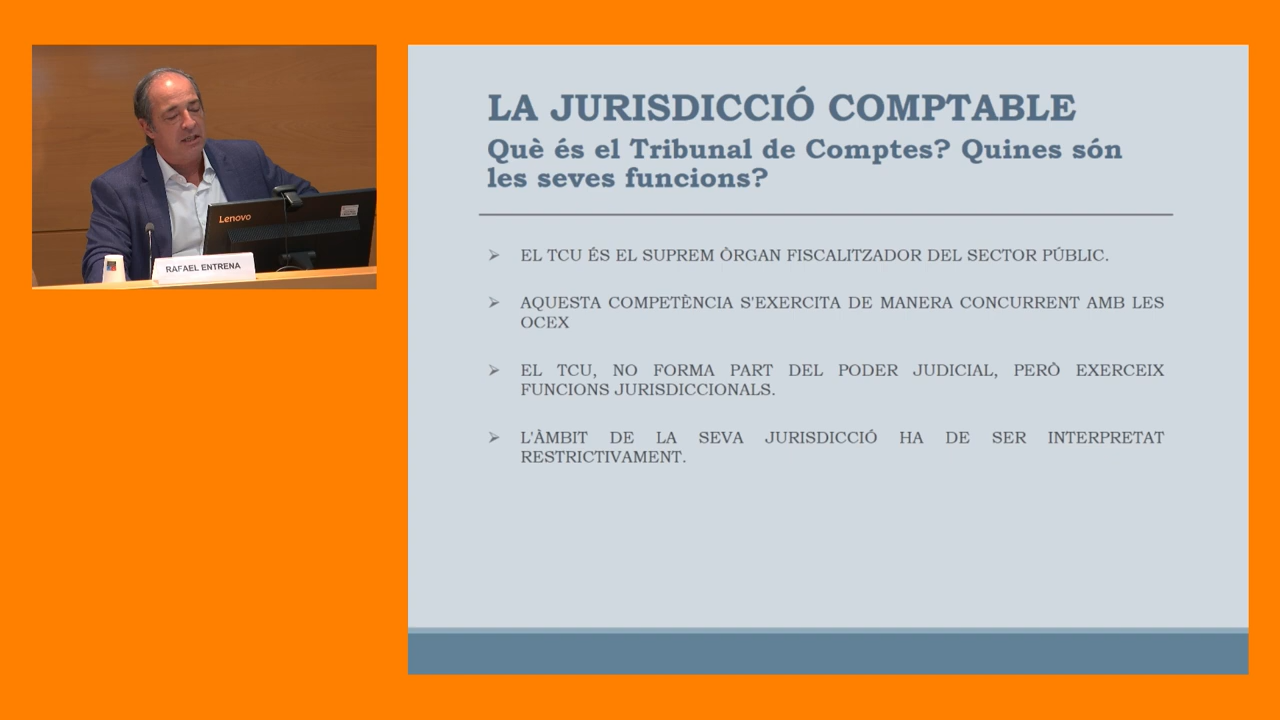 Lenovo
RAFAEL ENTRENA
LA JURISDICCIÓ COMPTABLE
Què és el Tribunal de Comptes? Quines són
les seves funcions?
EL TCU ÉS EL SUPREM ÒRGAN FISCALITZADOR DEL SECTOR PÚBLIC.
AQUESTA COMPETÈNCIA S'EXERCITA DE MANERA CONCURRENT AMB LES
OCEX
EL TCU, NO FORMA PART DEL PODER JUDICIAL, PERÒ EXERCEIX
FUNCIONS JURISDICCIONALS.
L'ÀMBIT DE LA SEVA JURISDICCIÓ HA DE SER INTERPRETAT
RESTRICTIVAMENT.